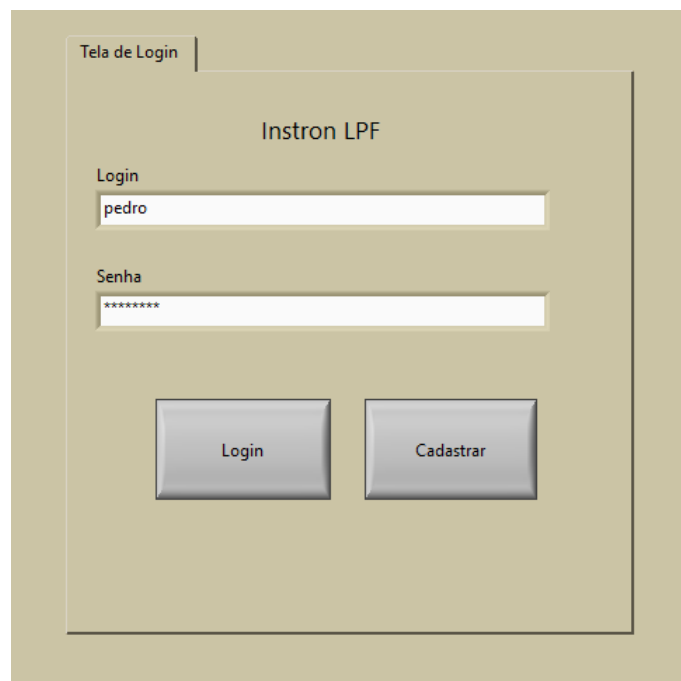 Tela de Login
Instron LPF
Login
pedro
Senha
********
Login
Cadastrar